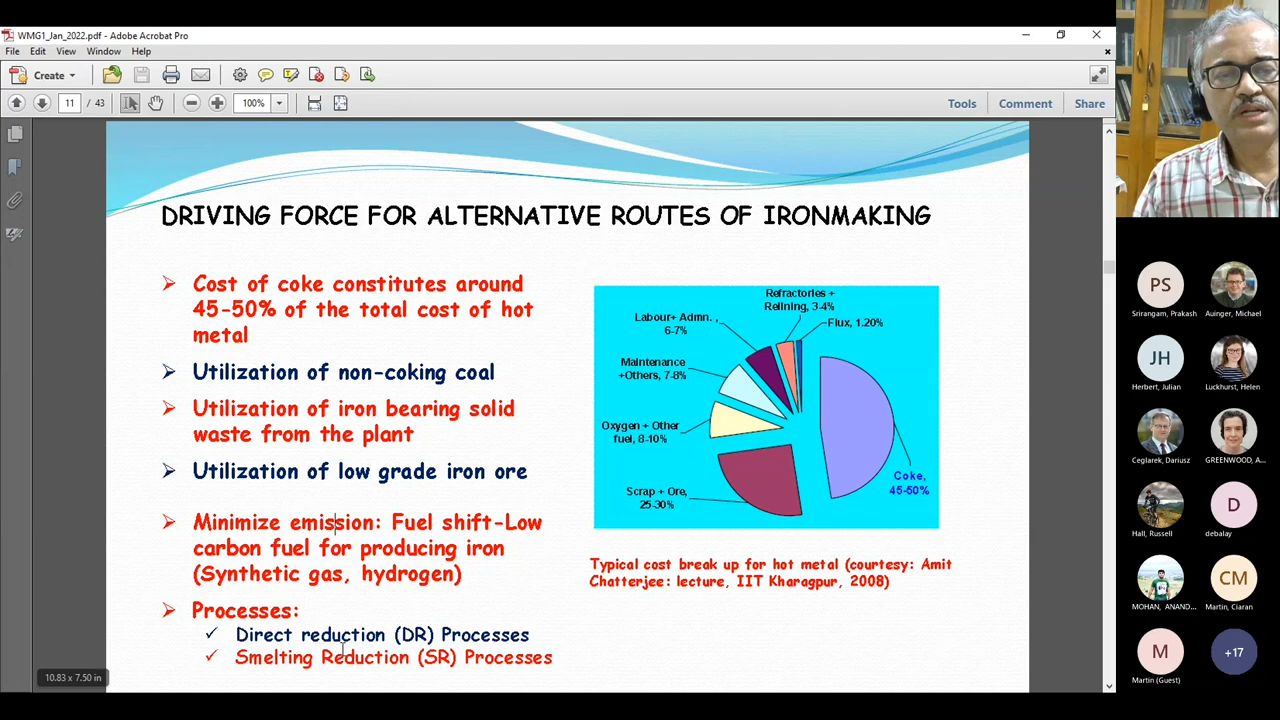 WMG1_Jan_2022.pdf - Adobe Acrobat Pro
File Edit View Window Help
Create
11 / 43
100%
Tools Comment Share
DRIVING FORCE FOR ALTERNATIVE ROUTES OF IRONMAKING
Cost of coke constitutes around
45-50% of the total cost of hot
metal
Utilization of non-coking coal
Utilization of iron bearing solid
waste from the plant
Utilization of low grade iron ore
Minimize emission: Fuel shift-Low
carbon fuel for producing iron
(Synthetic gas, hydrogen)
Processes:
Direct reduction (DR) Processes
Smelting Reduction (SR) Processes
Refractories +
Relining, 3-4%
Labour+ Admn. ,
6-7%
Flux, 1.20%
Maintenance
+Others, 7-8%
Oxygen + Other
fuel, 8-10%
Coke,
45-50%
Scrap + Ore,
25-30%
Typical cost break up for hot metal (courtesy: Amit
Chatterjee: lecture, IIT Kharagpur, 2008)
10.83 x 7.50 in
PS
Srirangam, Prakash
Auinger, Michael
JH
Herbert, Julian
Luckhurst, Helen
Ceglarek, Dariusz
GREENWOOD, A...
D
Hall, Russell
debalay
CM
MOHAN, ANAND...
Martin, Ciaran
M
+17
Martin (Guest)